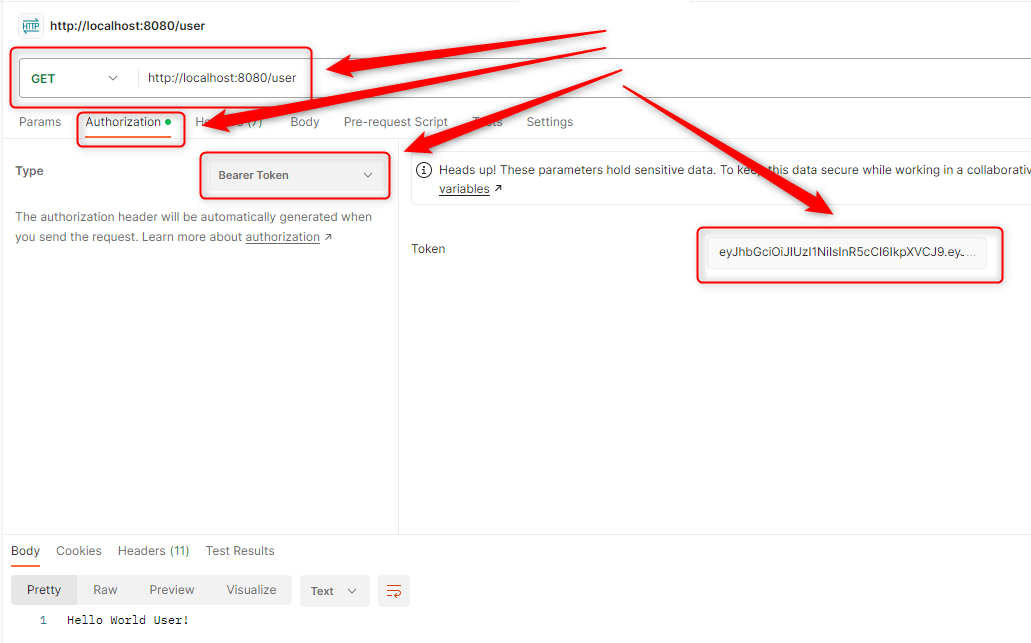 HTTP http://localhost:8080/user
GET http://localhost:8080/user
Params Authorization (7) Body Pre-request Script Settings
Type Bearer Token
The authorization header will be automatically generated when
you send the request. Learn more about authorization ↗
Heads up! These parameters hold sensitive data. To keep this data secure while working in a collaborativ
variables ↗
Token
eyJhbGciOiJIUzI1NiIsInR5cCI6IkpXVCJ9.ey...
Body Cookies Headers (11) Test Results
Pretty Raw Preview Visualize Text
1 Hello World User!